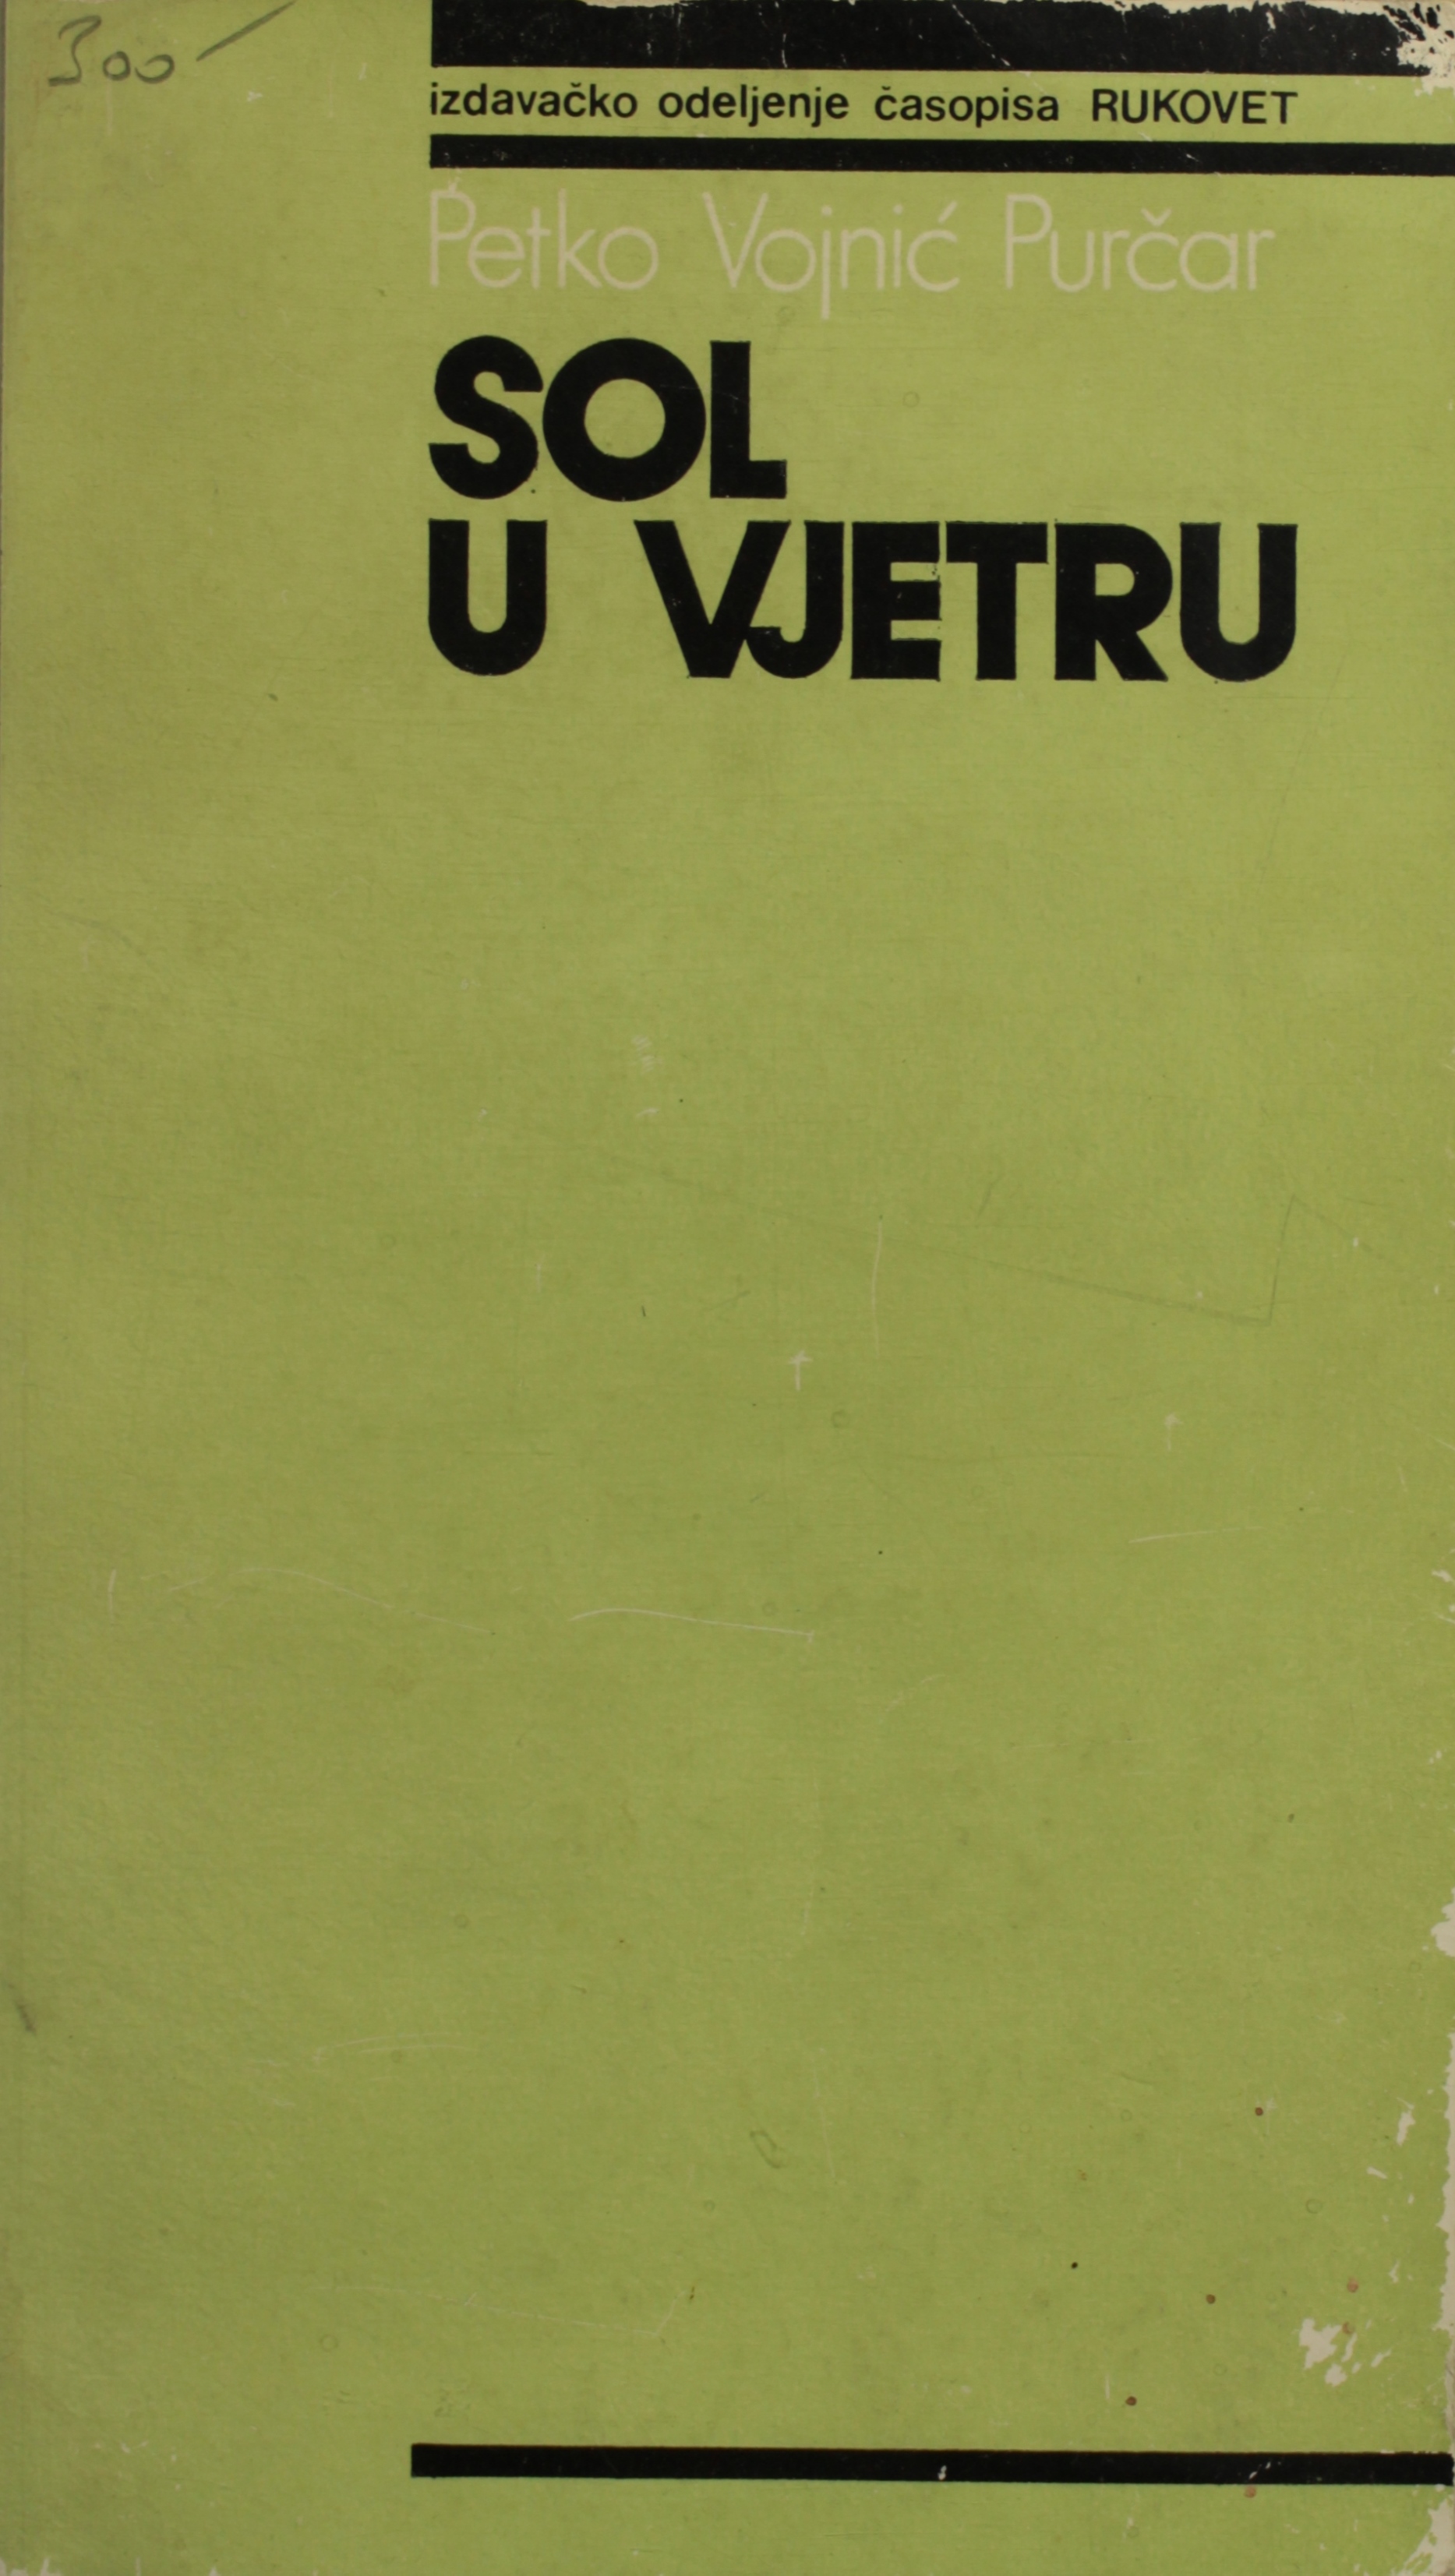 300
izdavačko odeljenje časopisa RUKOVET
Petko Vojnić Purčar
SOL
U VJETRU